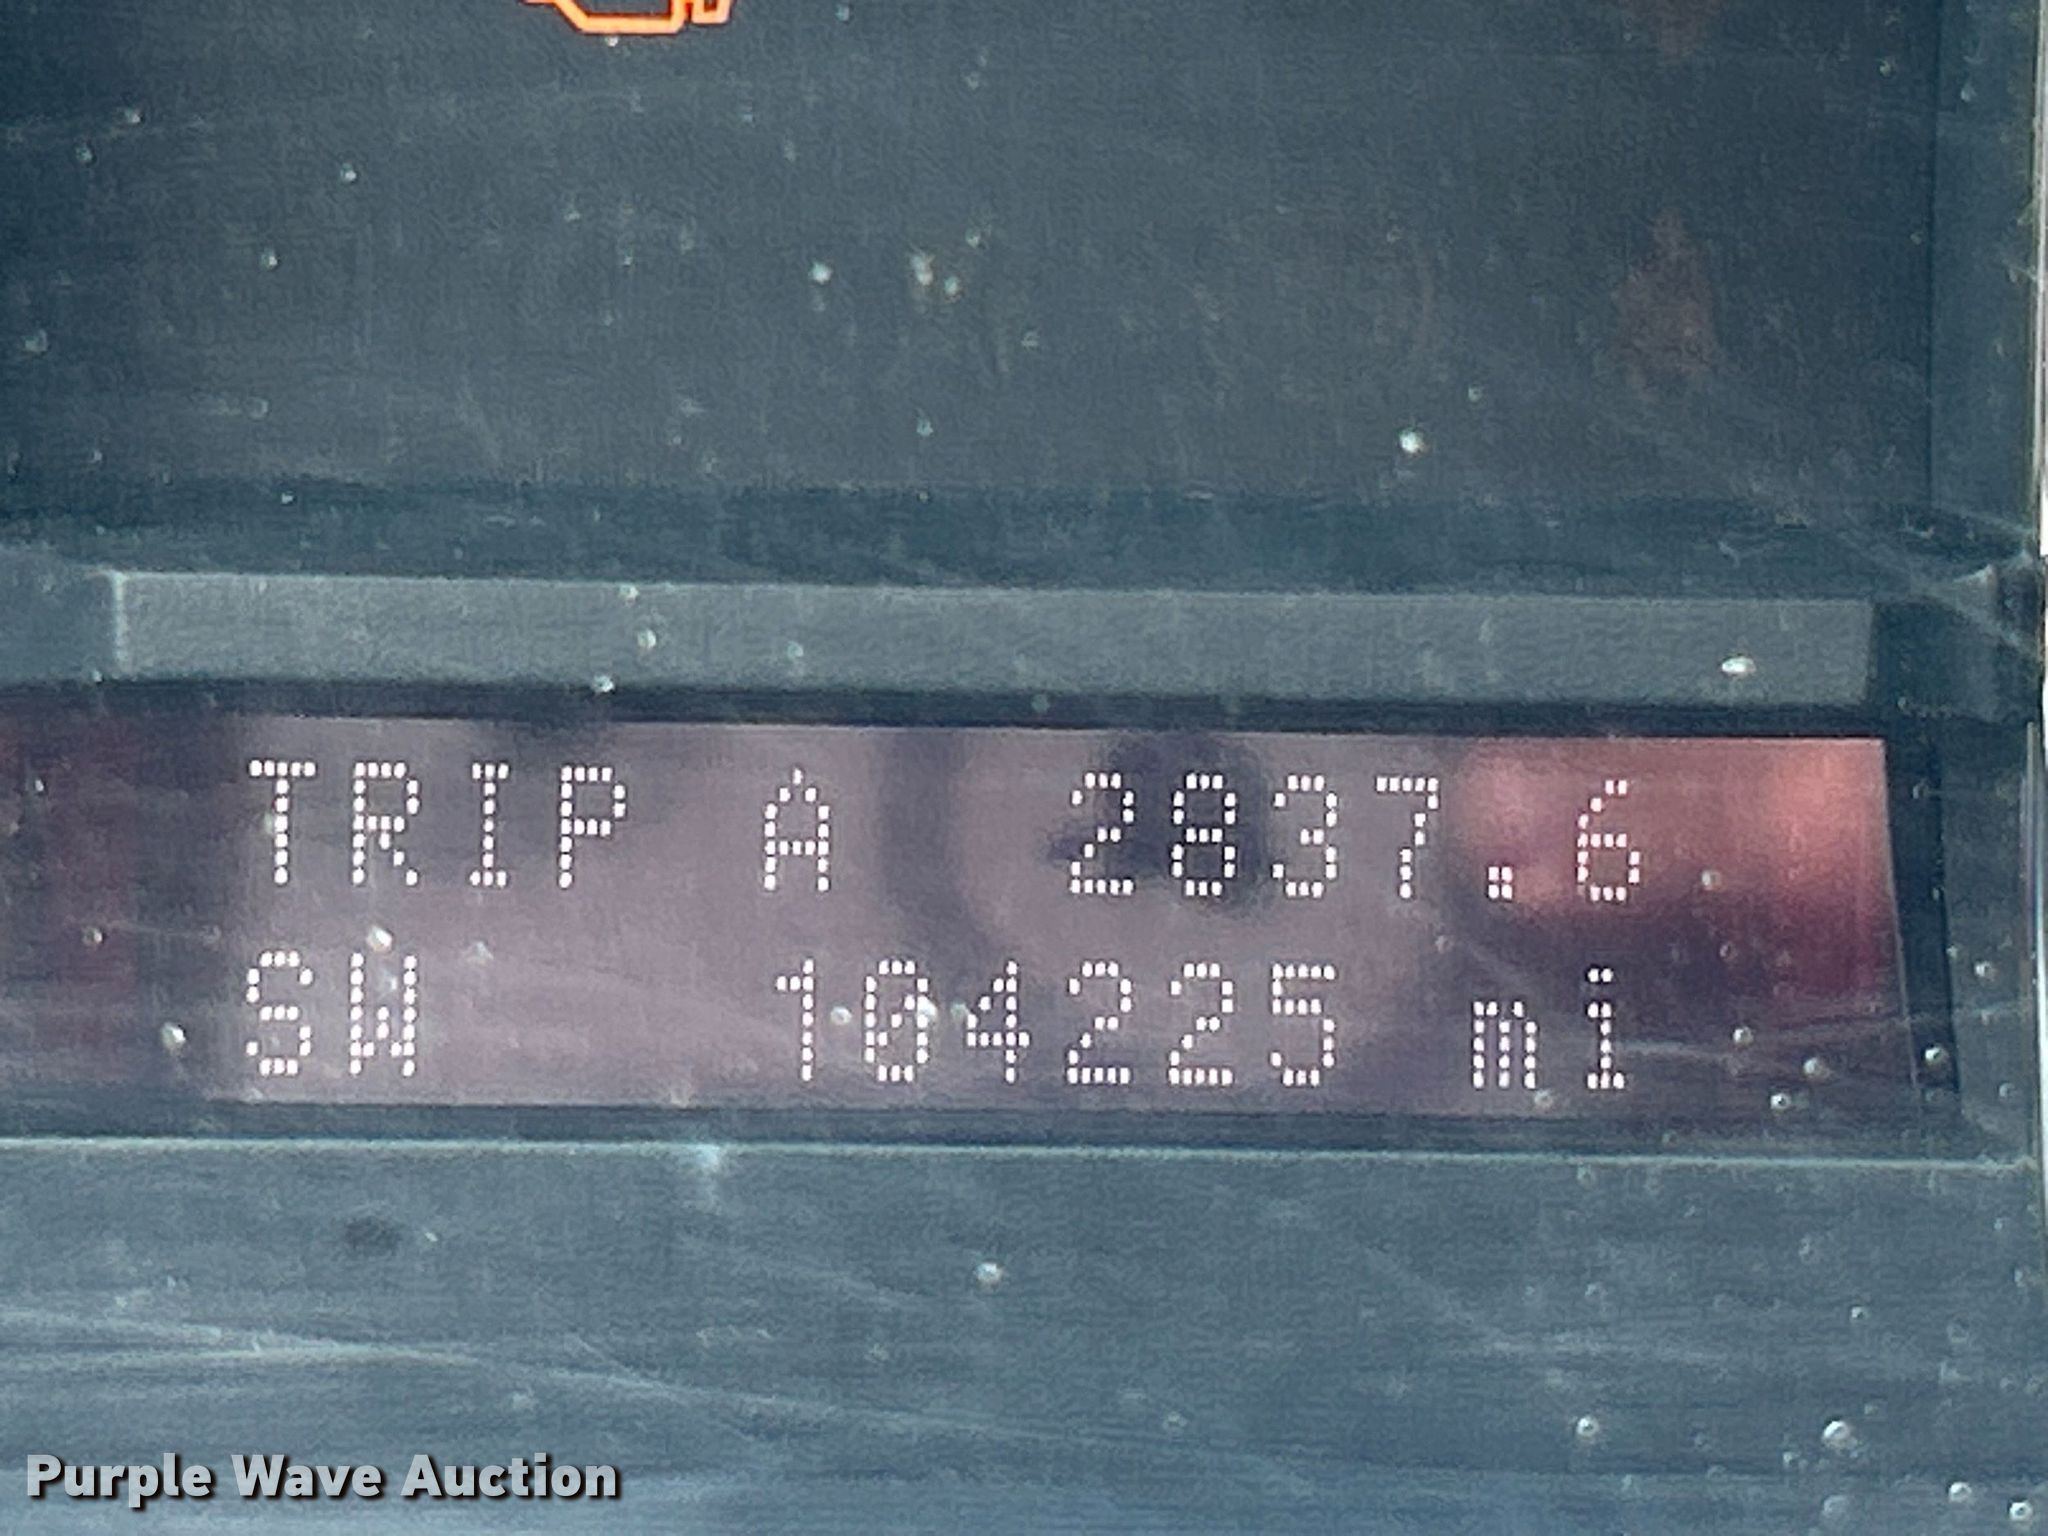 TRIP A 2837.6
SW 104225 mi
Purple Wave Auction